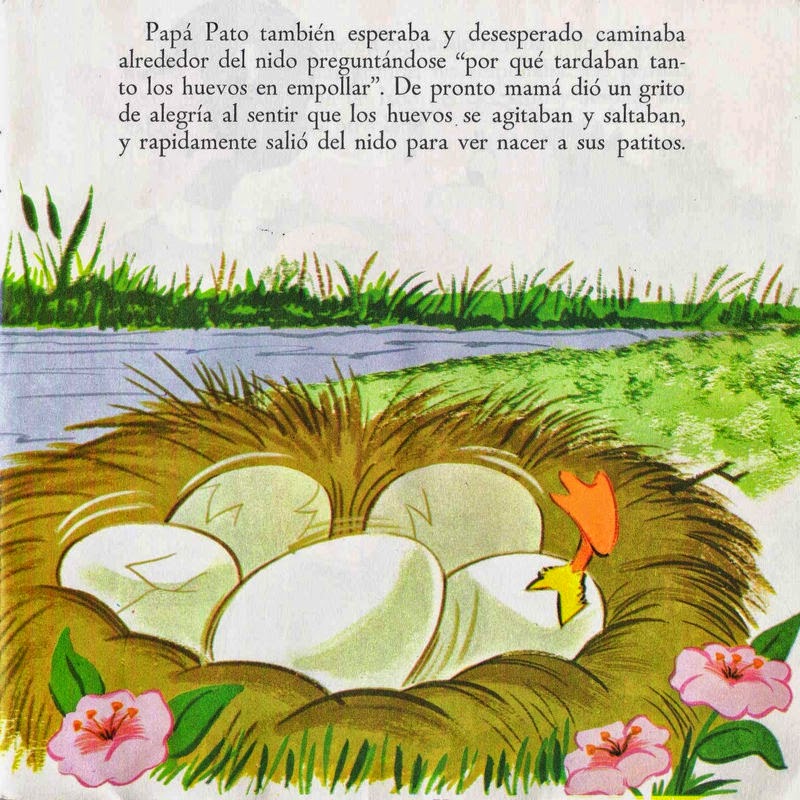 Papá Pato también esperaba y desesperado caminaba
alrededor del nido preguntándose “por qué tardaban tan-
to los huevos en empollar”. De pronto mamá dió un grito
de alegría al sentir que los huevos se agitaban y saltaban,
y rapidamente salió del nido para ver nacer a sus patitos.